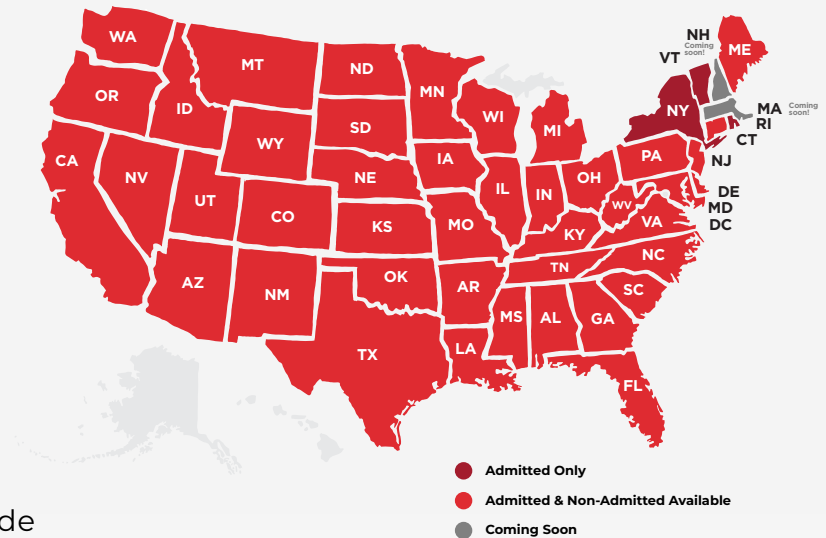 WA
NH
Coming
soon!
ME
VT
MT
ND
MN
OR
ID
NY
MA
Coming
soon!
RI
CT
SD
WI
MI
WY
CA
NV
IA
PA
NJ
NE
IL
IN
OH
DE
UT
CO
WV
MD
VA
DC
KS
MO
KY
NC
TN
OK
AR
SC
AZ
NM
MS
AL
GA
TX
LA
FL
Admitted Only
Admitted & Non-Admitted Available
de
Coming Soon